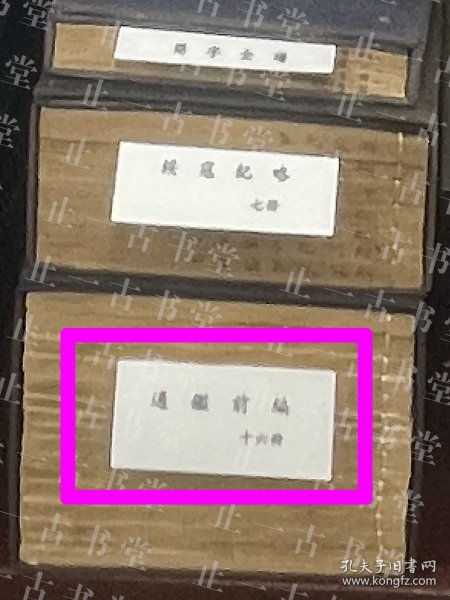 字金
綏寇紀略
七冊
通鑑前編
十六冊
止一古书堂
孔夫子旧书网
www.kongfz.com